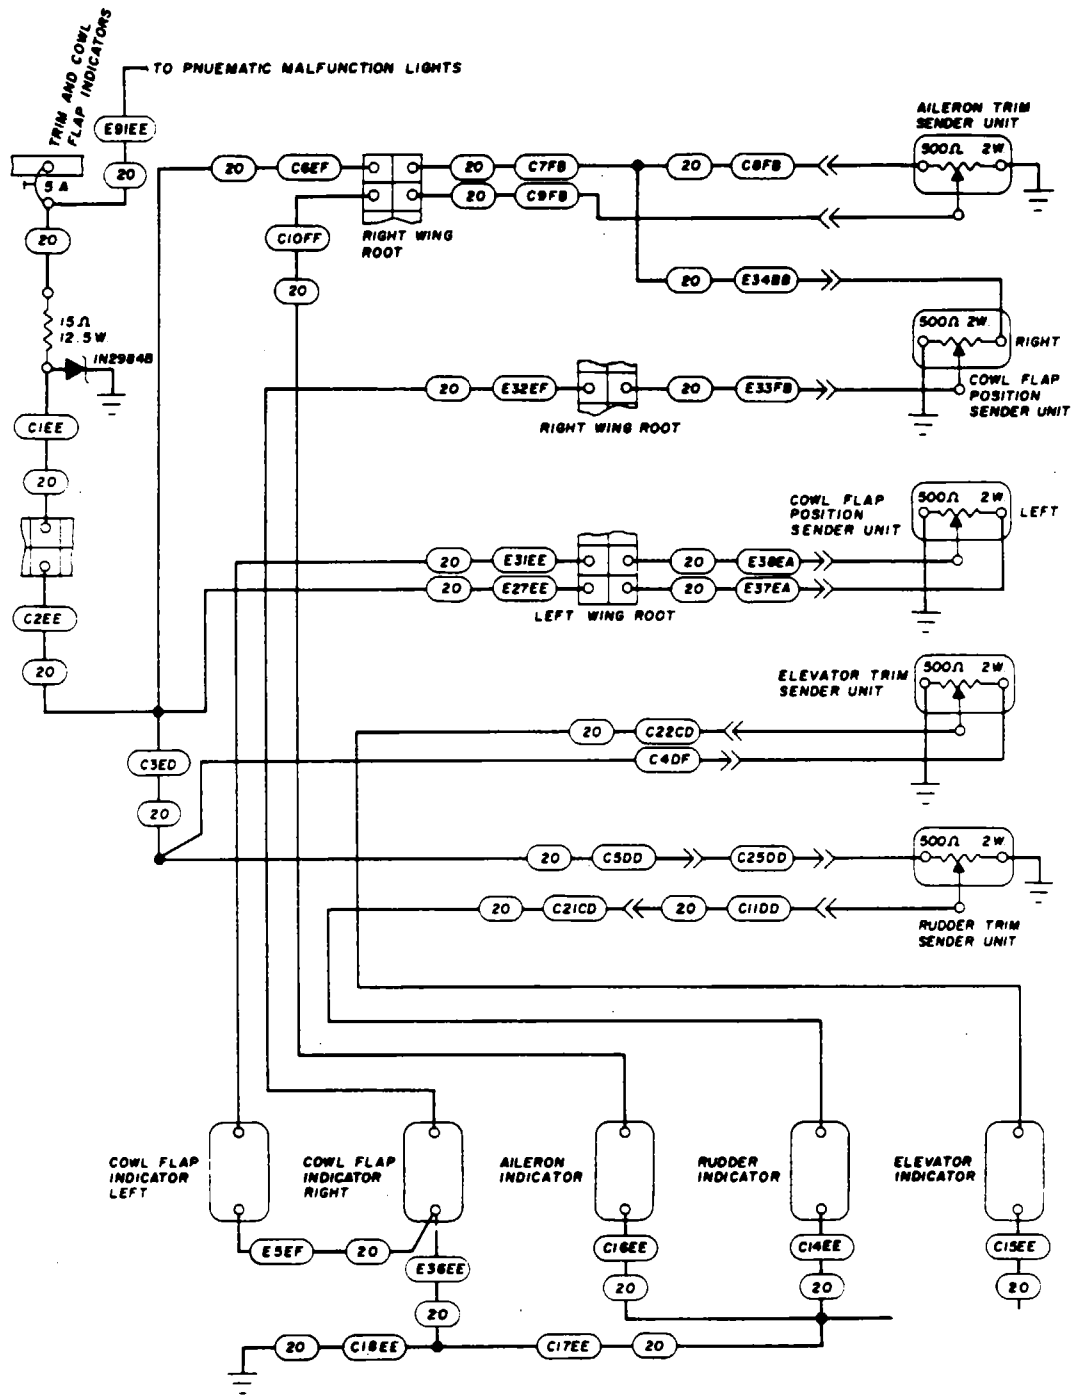 TRIM AND COWL
FLAP INDICATORS
TO PNUEMATIC MALFUNCTION LIGHTS
E91EE
20
5 A
20
15Ω
12.5W.
1N2984B
C1EE
20
C2EE
20
C3ED
20
20 C6EF
RIGHT WING
ROOT
20 C7FB
20 C8FB
20 C9FB
AILERON TRIM
SENDER UNIT
500Ω 2W
C10FF
20
20 E34BB
500Ω 2W.
RIGHT
COWL FLAP
POSITION
SENDER UNIT
20 E32EF
20 E33FB
RIGHT WING ROOT
COWL FLAP
POSITION
SENDER UNIT
500Ω 2W
LEFT
20 E31EE
20 E38EA
20 E27EE
20 E37EA
LEFT WING ROOT
ELEVATOR TRIM
SENDER UNIT
500Ω 2W
20 C22CD
C4DF
500Ω 2W
20 C5DD C25DD
20 C21CD 20 C11DD
RUDDER TRIM
SENDER UNIT
COWL FLAP
INDICATOR
LEFT
COWL FLAP
INDICATOR
RIGHT
AILERON
INDICATOR
RUDDER
INDICATOR
ELEVATOR
INDICATOR
E5EF 20
E36EE
20
C16EE
20
C14EE
20
C15EE
20
20 C18EE
C17EE 20